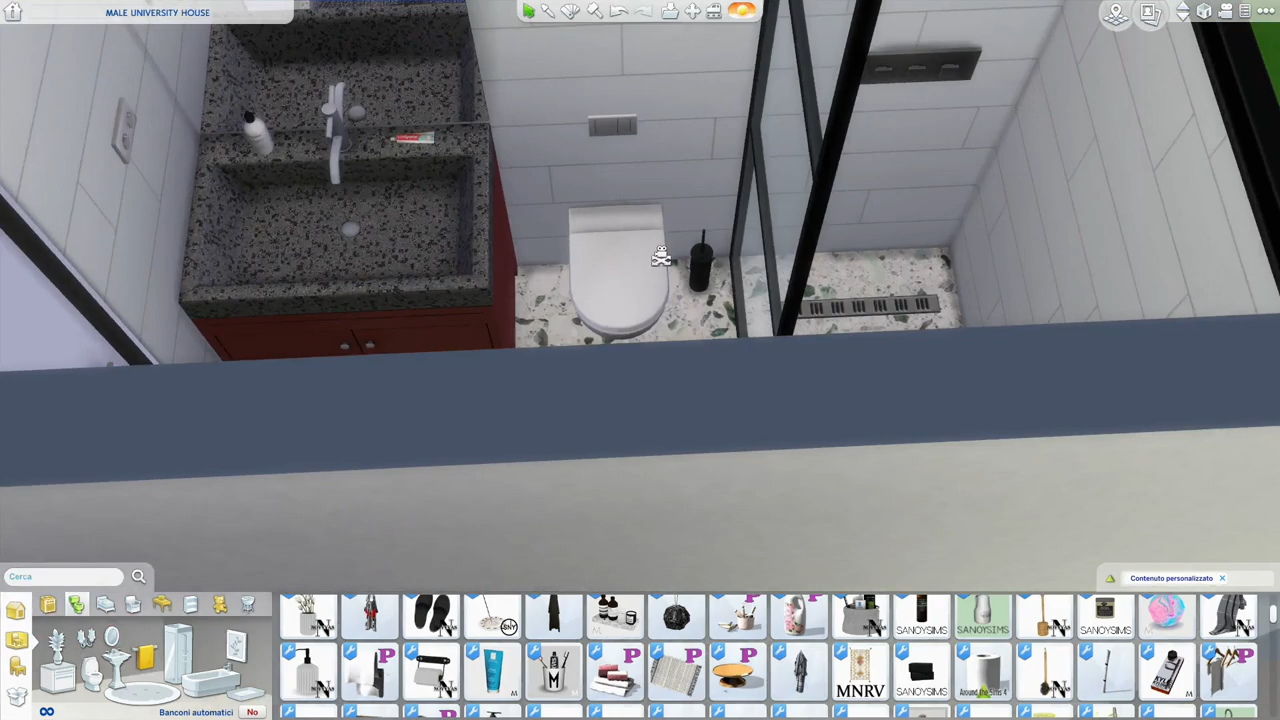 MALE UNIVERSITY HOUSE
Cerca
Contenuto personalizzato
SANOYSIMS
SANOYSIMS
SANOYSIMS
MNRV
SANOYSIMS
Around the Sims 4
Banconi automatici
No